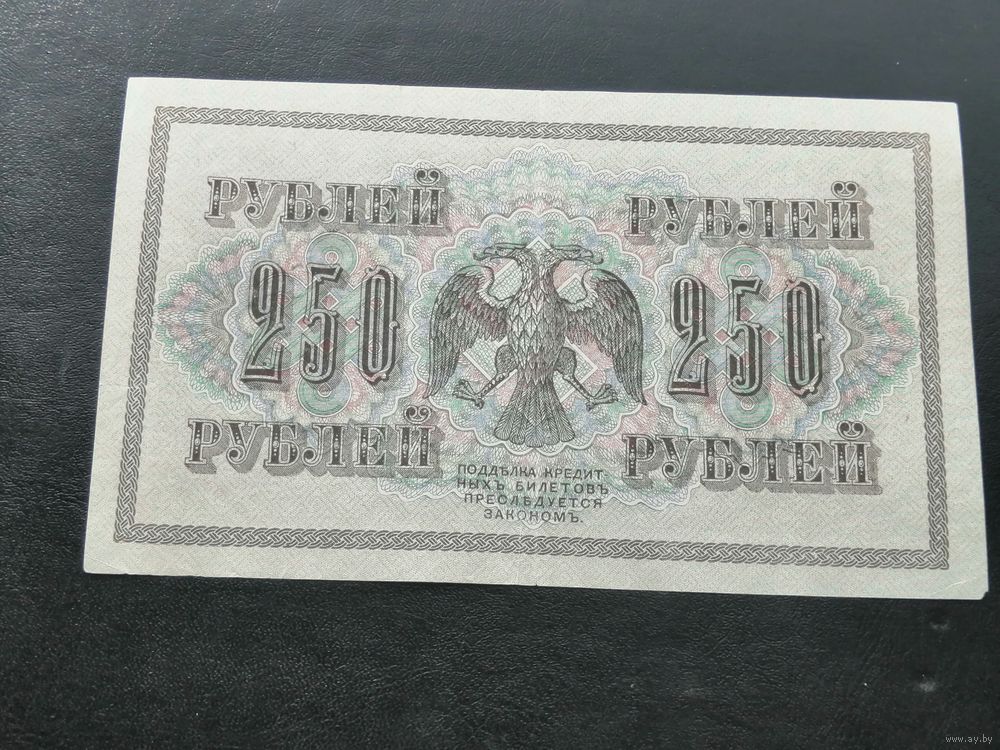 РУБЛЕЙ РУБЛЕЙ
250 250
РУБЛЕЙ РУБЛЕЙ
ПОДДѢЛКА КРЕДИТ-
НЫХЪ БИЛЕТОВЪ
ПРЕСЛѢДУЕТСЯ
ЗАКОНОМЪ.
www.ay.by